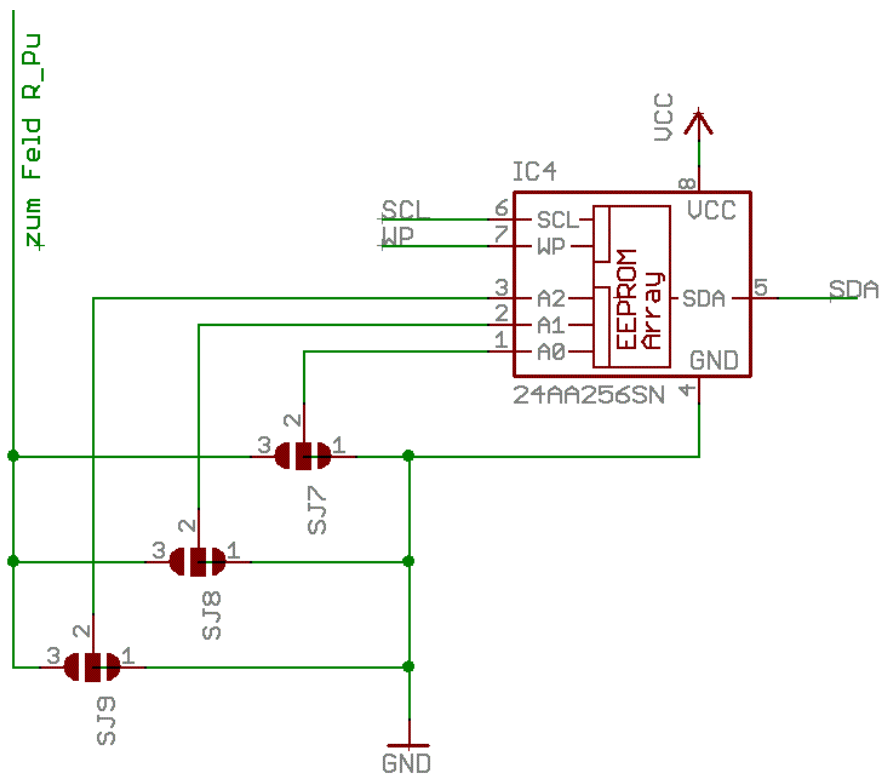 zum Feld R_Pu
VCC
IC4
8
VCC
SCL
6
SCL
WP
7
WP
3
A2
2
A1
1
A0
EEPROM
Array
SDA
5
SDA
GND
4
24AA256SN
2
3
1
SJ7
2
3
1
SJ8
2
3
1
SJ9
GND